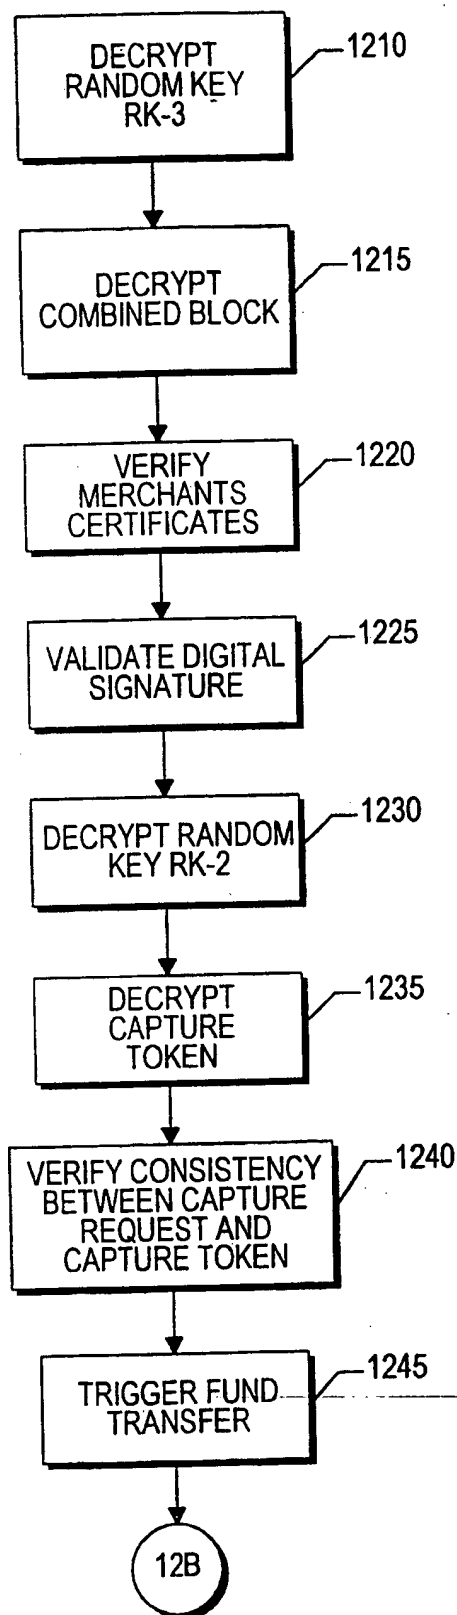 DECRYPT
RANDOM KEY
RK-3
1210
DECRYPT
COMBINED BLOCK
1215
VERIFY
MERCHANTS
CERTIFICATES
1220
VALIDATE DIGITAL
SIGNATURE
1225
DECRYPT RANDOM
KEY RK-2
1230
DECRYPT
CAPTURE
TOKEN
1235
VERIFY CONSISTENCY
BETWEEN CAPTURE
REQUEST AND
CAPTURE TOKEN
1240
TRIGGER FUND
TRANSFER
1245
12B